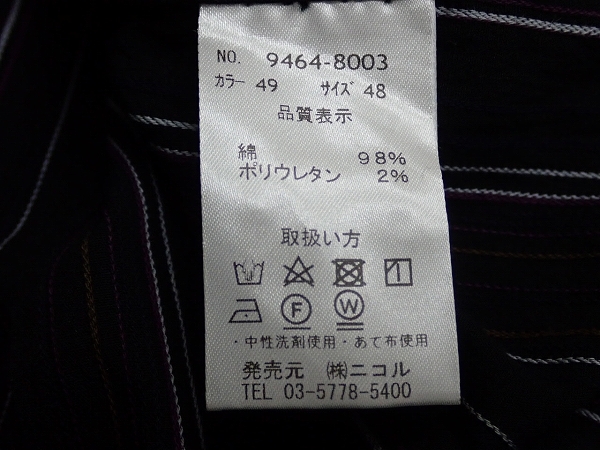 NO. 9464-8003
カラー 49 サイズ 48
品質表示
綿 98%
ポリウレタン 2%
取扱い方
F W
・中性洗剤使用・あて布使用
発売元 ㈱ニコル
TEL 03-5778-5400